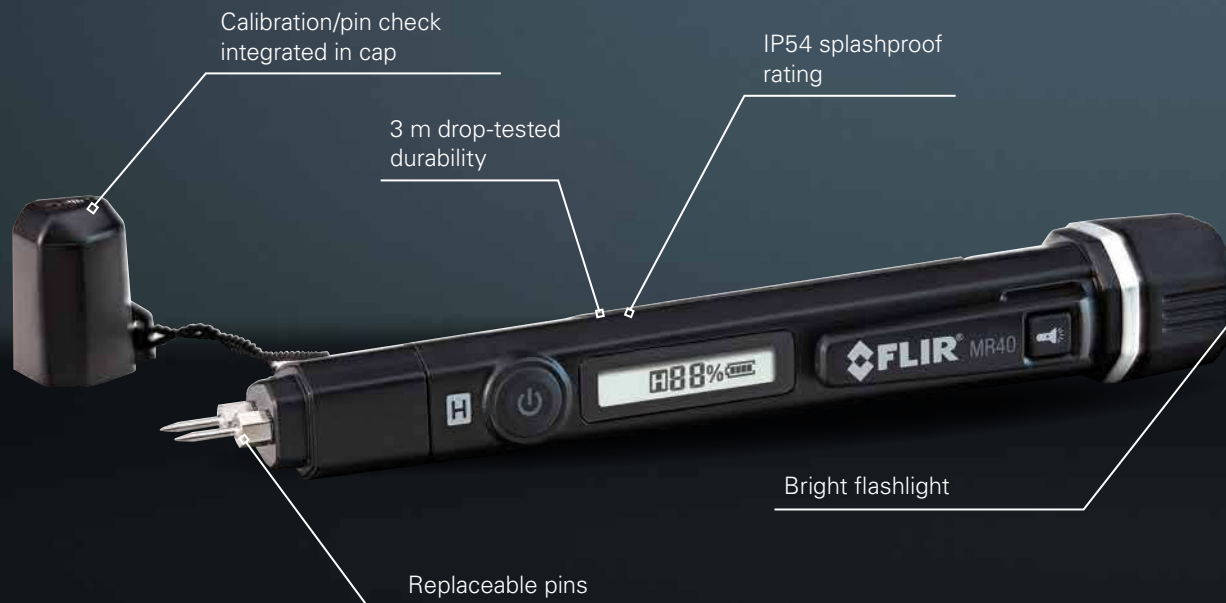 Calibration/pin check
integrated in cap
IP54 splashproof
rating
3 m drop-tested
durability
H88%
H
FLIR® MR40
Bright flashlight
Replaceable pins